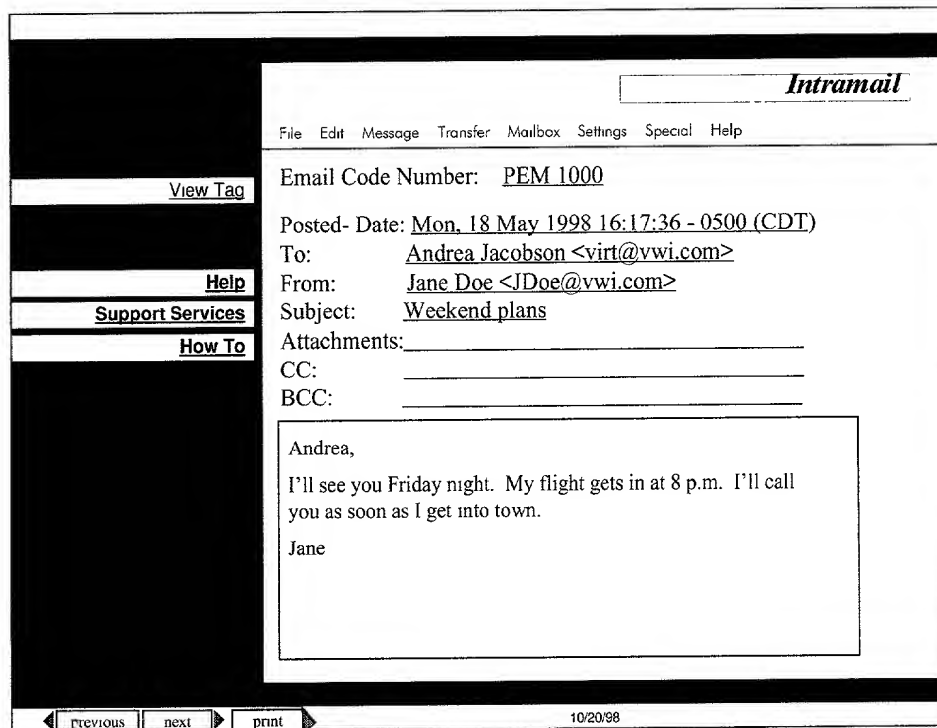 Intramail
File Edit Message Transfer Mailbox Settings Special Help
View Tag
Help
Support Services
How To
Email Code Number: PEM 1000
Posted- Date: Mon, 18 May 1998 16:17:36 - 0500 (CDT)
To: Andrea Jacobson <virt@vwi.com>
From: Jane Doe <JDoe@vwi.com>
Subject: Weekend plans
Attachments:
CC:
BCC:
Andrea,
I'll see you Friday night. My flight gets in at 8 p.m. I'll call
you as soon as I get into town.
Jane
previous next print 10/20/98